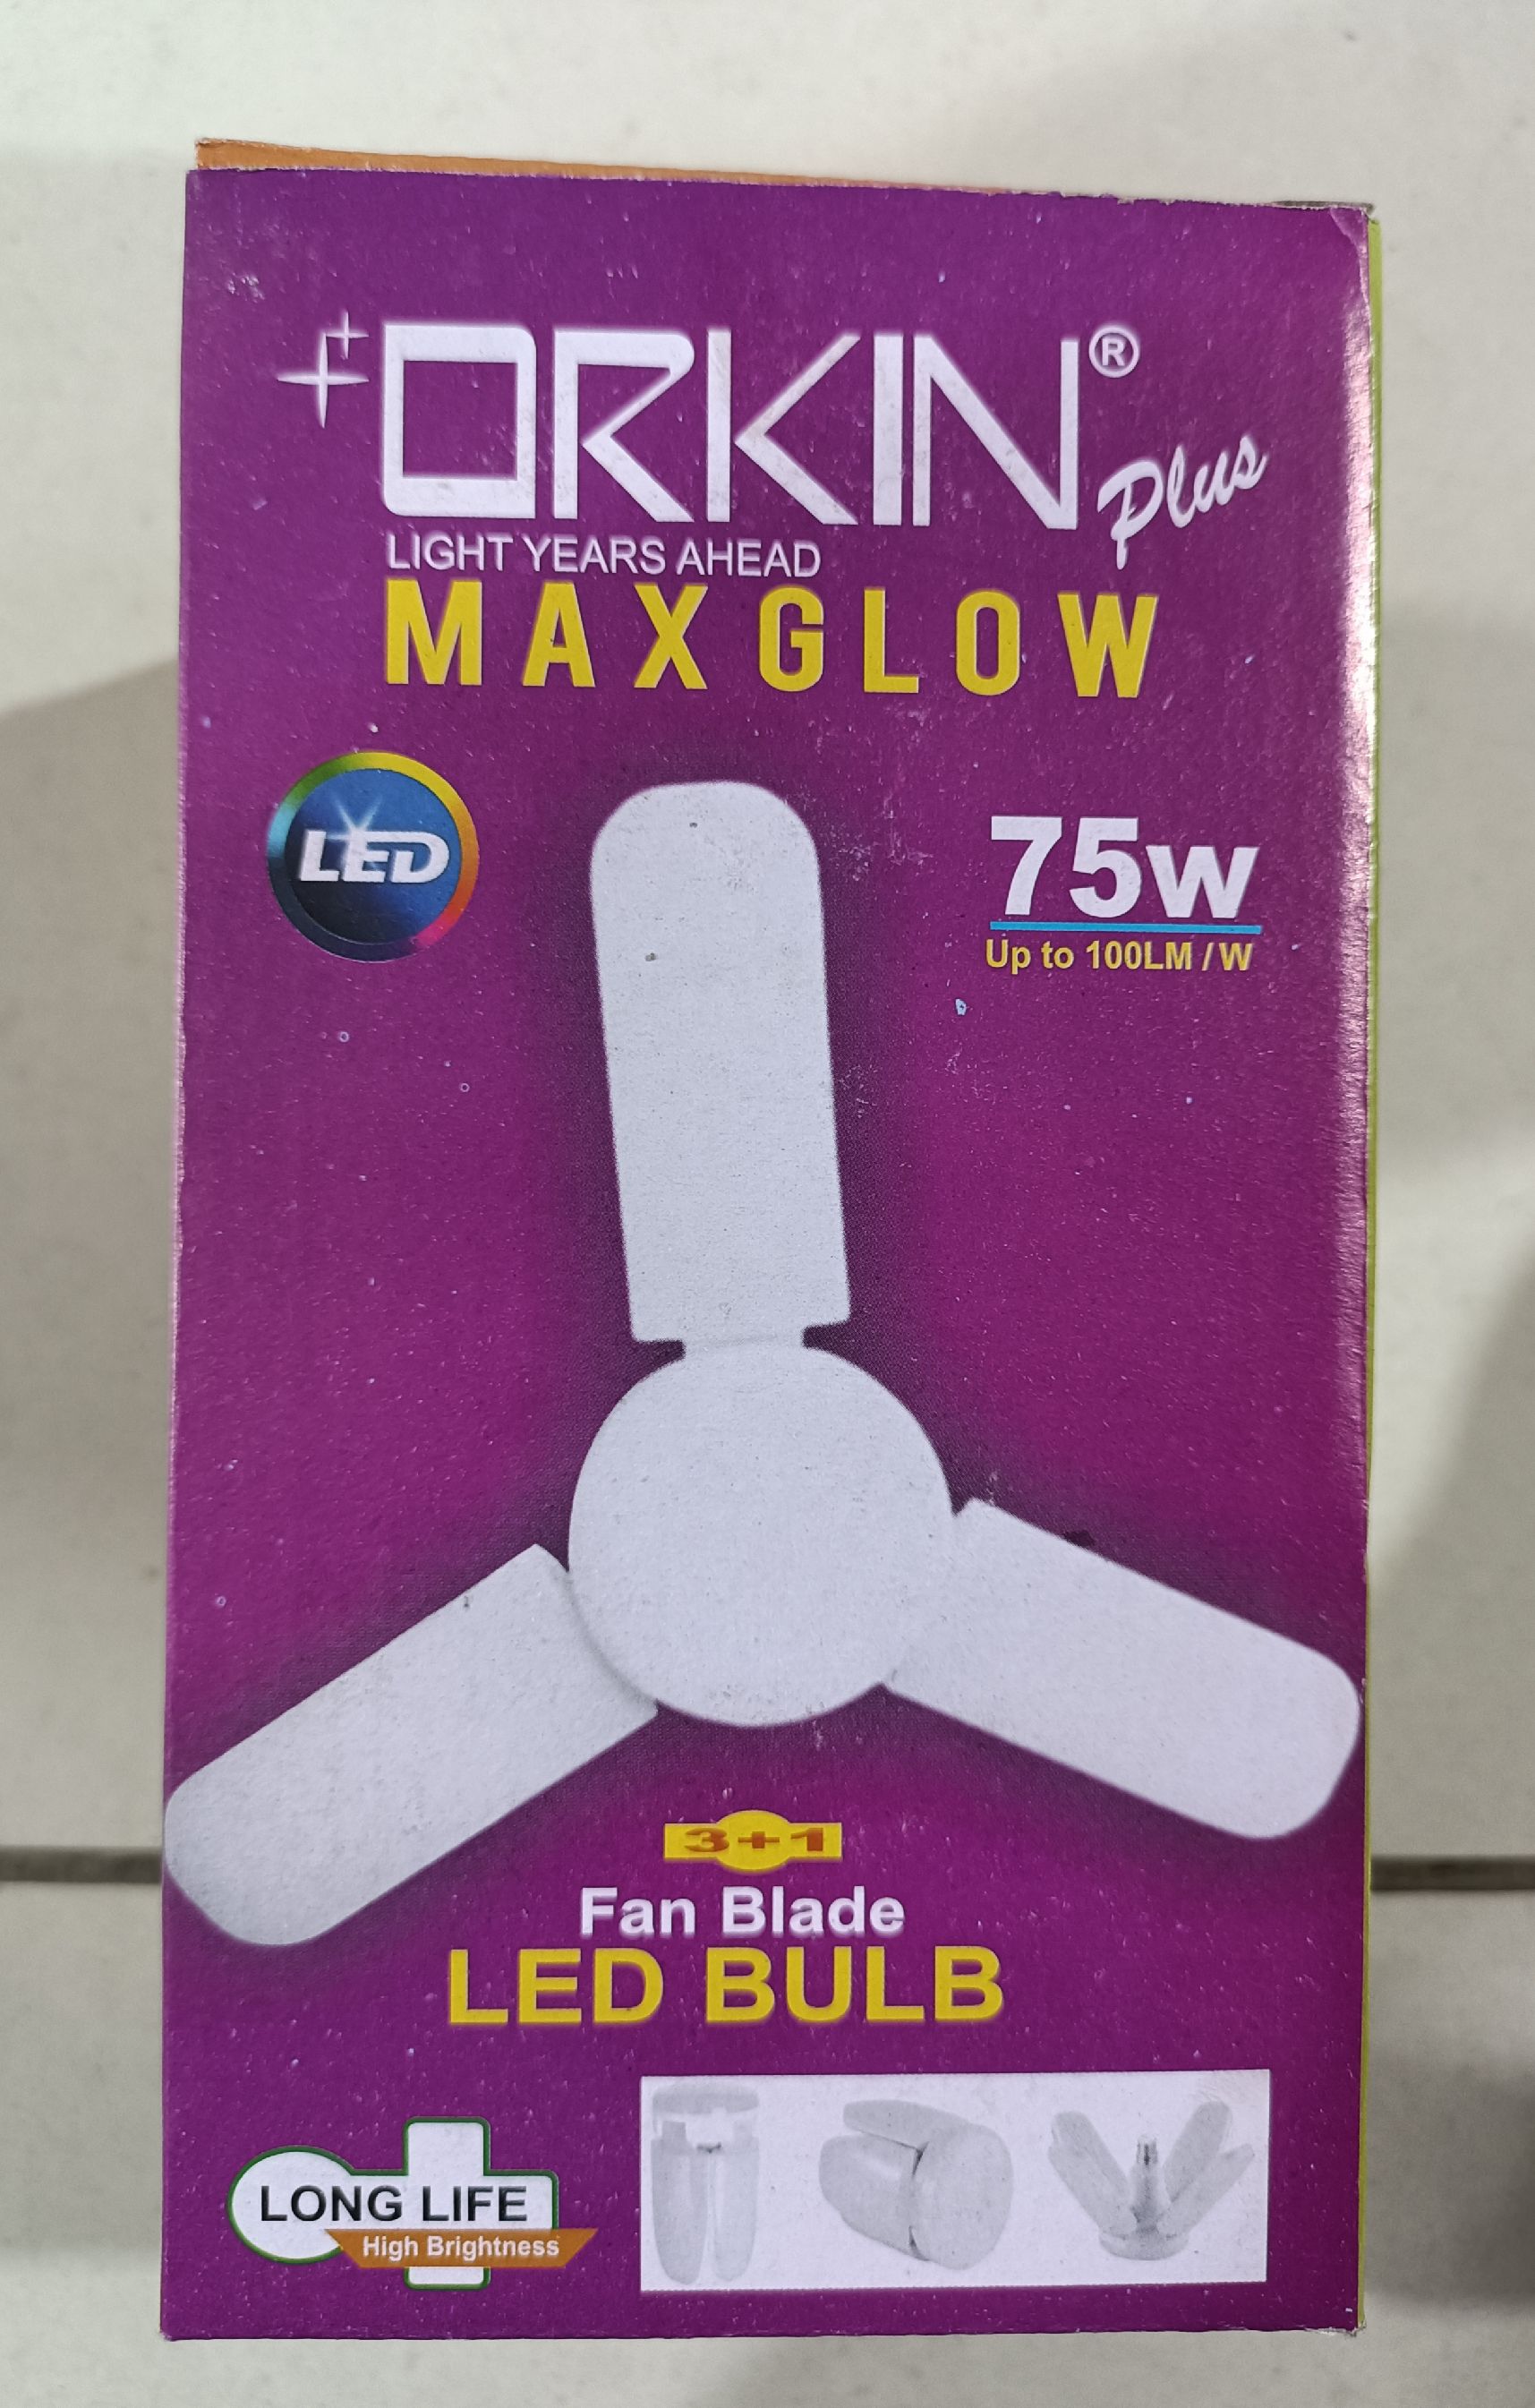 ORKIN® Plus
LIGHT YEARS AHEAD
MAXGLOW
LED
75w
Up to 100LM / W
3+1
Fan Blade
LED BULB
LONG LIFE
High Brightness